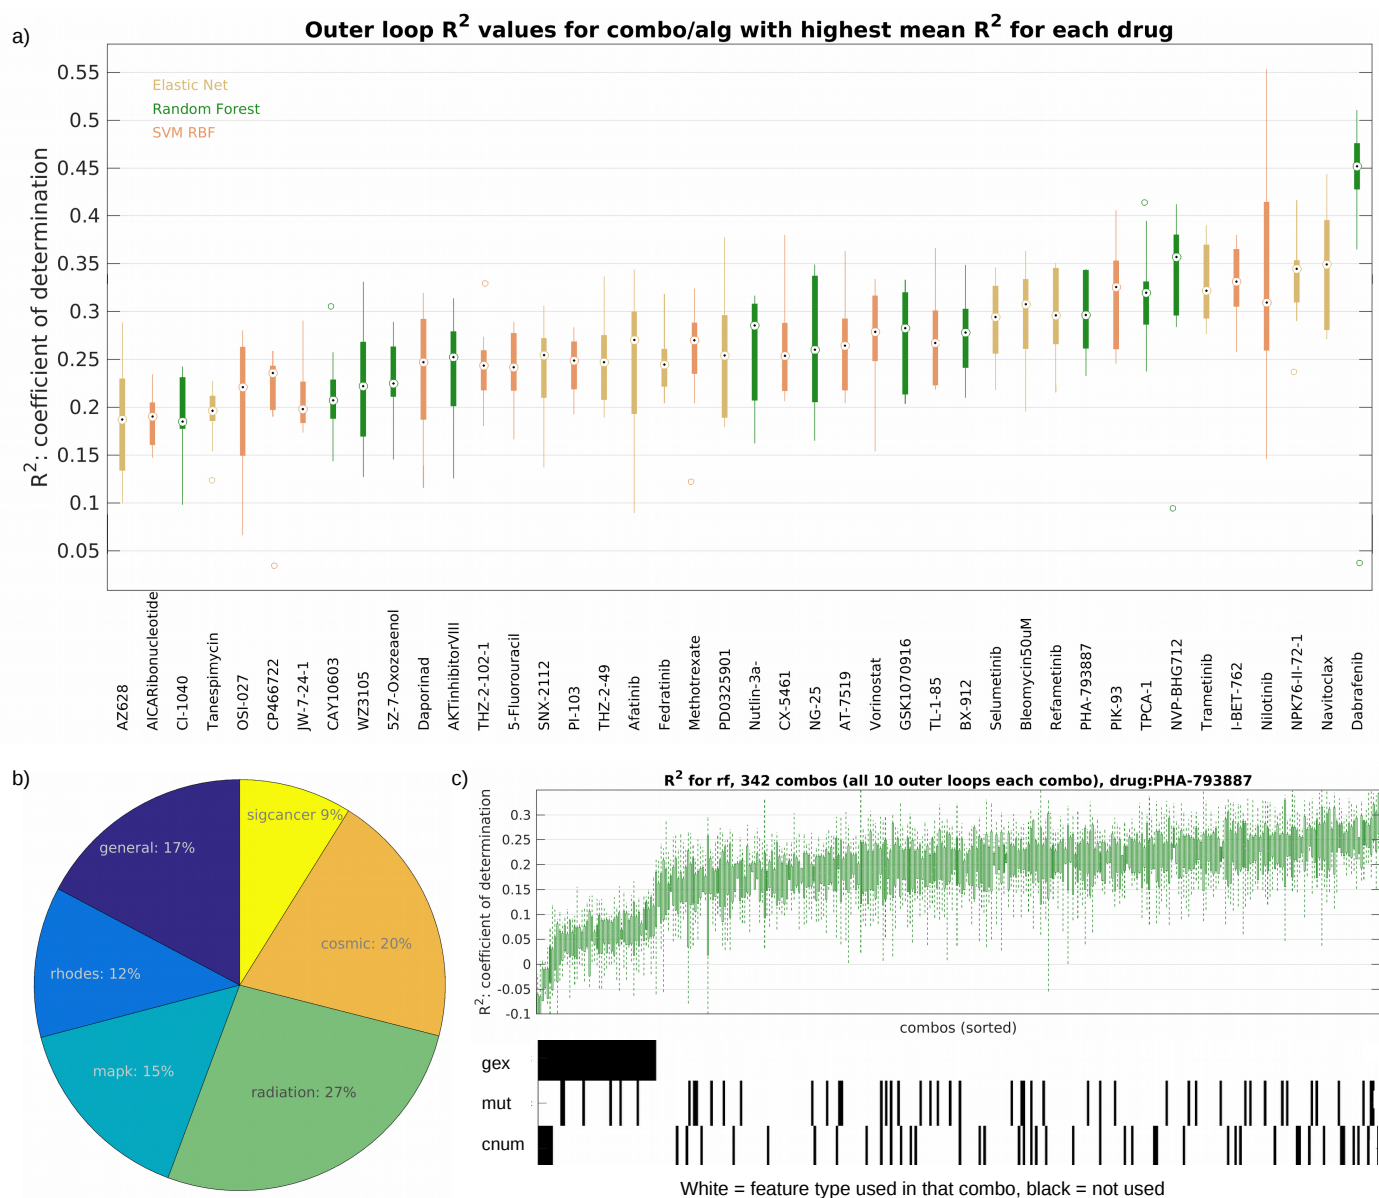 a)
Outer loop R2 values for combo/alg with highest mean R2 for each drug
R2: coefficient of determination
0.55
0.5
0.45
0.4
0.35
0.3
0.25
0.2
0.15
0.1
0.05
Elastic Net
Random Forest
SVM RBF
AZ628
AICARibonucleotide
CI-1040
Tanespimycin
OSI-027
CP466722
JW-7-24-1
CAY10603
WZ3105
5Z-7-Oxozeaenol
Daporinad
AKTinhibitorVIII
THZ-2-102-1
5-Fluorouracil
SNX-2112
PI-103
THZ-2-49
Afatinib
Fedratinib
Methotrexate
PD0325901
Nutlin-3a-
CX-5461
NG-25
AT-7519
Vorinostat
GSK1070916
TL-1-85
BX-912
Selumetinib
Bleomycin50uM
Refametinib
PHA-793887
PIK-93
TPCA-1
NVP-BHG712
Trametinib
I-BET-762
Nilotinib
NPK76-II-72-1
Navitoclax
Dabrafenib
b)
sigcancer 9%
general: 17%
cosmic: 20%
rhodes: 12%
mapk: 15%
radiation: 27%
c)
R2 for rf, 342 combos (all 10 outer loops each combo), drug:PHA-793887
R2: coefficient of determination
0.3
0.25
0.2
0.15
0.1
0.05
0
-0.05
-0.1
combos (sorted)
gex
mut
cnum
White = feature type used in that combo, black = not used